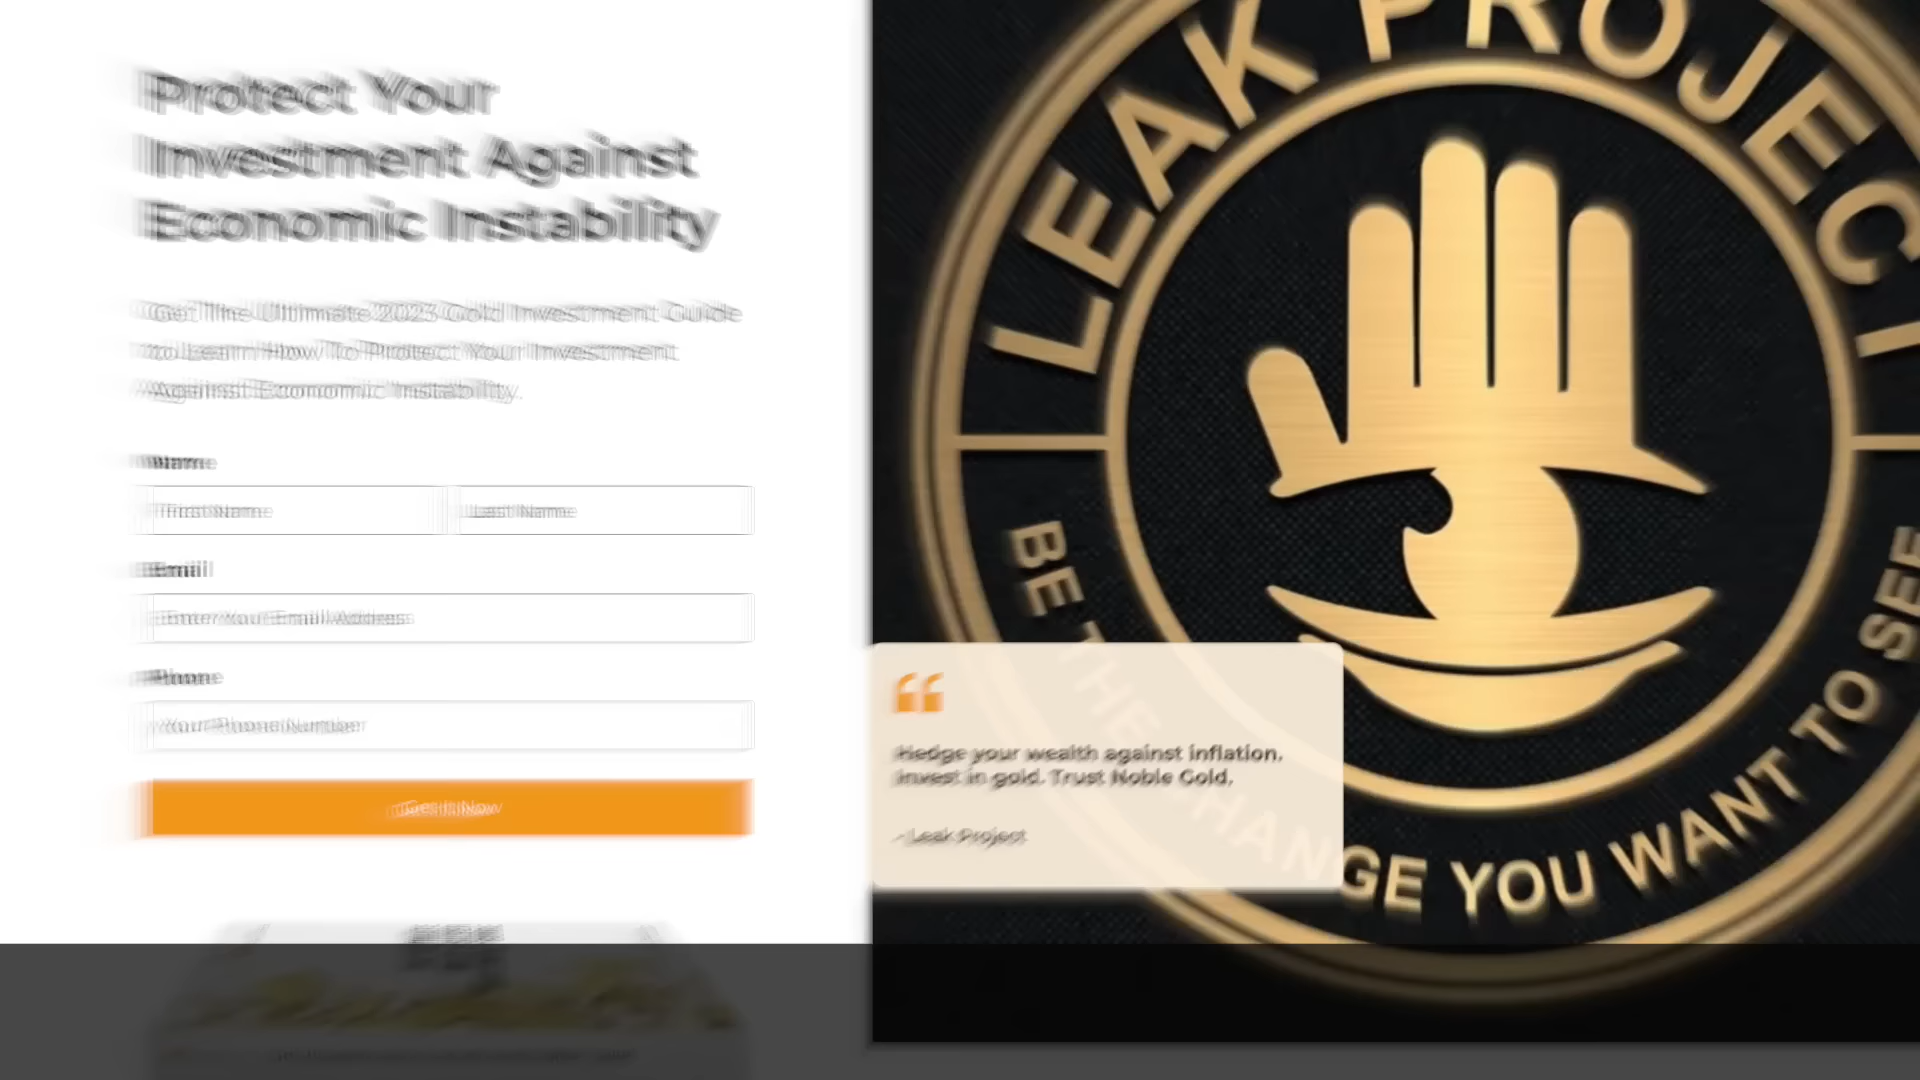 Protect Your
Investment Against
Economic Instability
Get The Ultimate 2023 Gold Investment Guide
to Learn How To Protect Your Investment
Against Economic Instability.
Name
First Name
Last Name
Email
Enter Your Email Address
Phone
Your Phone Number
Get It Now
LEAK PROJECT
BE THE CHANGE YOU WANT TO SEE
Hedge your wealth against inflation.
Invest in gold. Trust Noble Gold.
- Leak Project